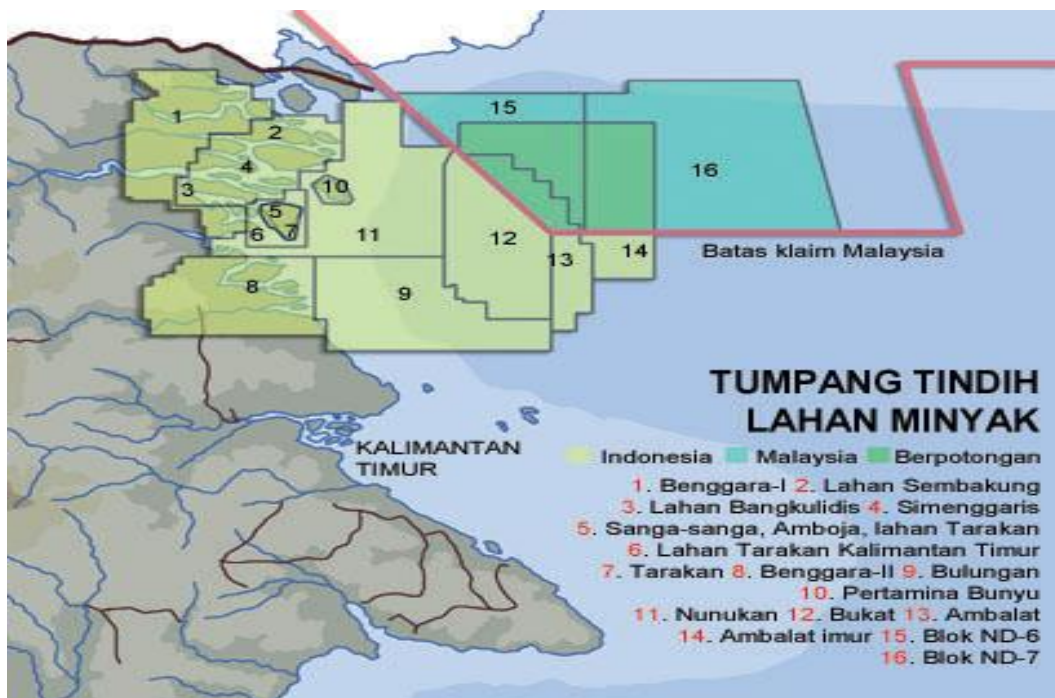 15
1
2
16
4
3
10
5
6
7
11
12
14
13
Batas klaim Malaysia
8
9
TUMPANG TINDIH
LAHAN MINYAK
KALIMANTAN
TIMUR
Indonesia Malaysia Berpotongan
1. Benggara-I 2. Lahan Sembakung
3. Lahan Bangkulidis 4. Simenggaris
5. Sanga-sanga, Amboja, lahan Tarakan
6. Lahan Tarakan Kalimantan Timur
7. Tarakan 8. Benggara-II 9. Bulungan
10. Pertamina Bunyu
11. Nunukan 12. Bukat 13. Ambalat
14. Ambalat imur 15. Blok ND-6
16. Blok ND-7